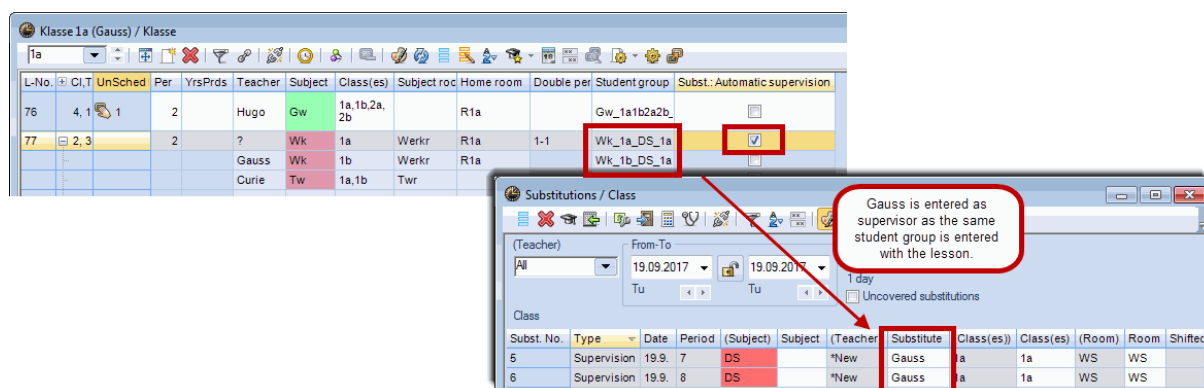 Klasse 1a (Gauss) / Klasse
1a
L-No. Cl,T UnSched Per YrsPrds Teacher Subject Class(es) Subject roc Home room Double per Student group Subst.: Automatic supervision
76 4, 1 1 2 Hugo Gw 1a,1b,2a, 2b R1a Gw_1a1b2a2b_
77 2, 3 2 ? Wk 1a Werkr R1a 1-1 Wk_1a_DS_1a
Gauss Wk 1b Werkr R1a Wk_1b_DS_1a
Curie Tw 1a,1b Twr
Substitutions / Class
Gauss is entered as
supervisor as the same
student group is entered
with the lesson.
(Teacher) From-To
All 19.09.2017 19.09.2017
Tu Tu
1 day
Uncovered substitutions
Class
Subst. No. Type Date Period (Subject) Subject (Teacher Substitute (Class(es)) Class(es) (Room) Room Shifted
5 Supervision 19.9. 7 DS *New Gauss 1a 1a WS WS
6 Supervision 19.9. 8 DS *New Gauss 1a 1a WS WS